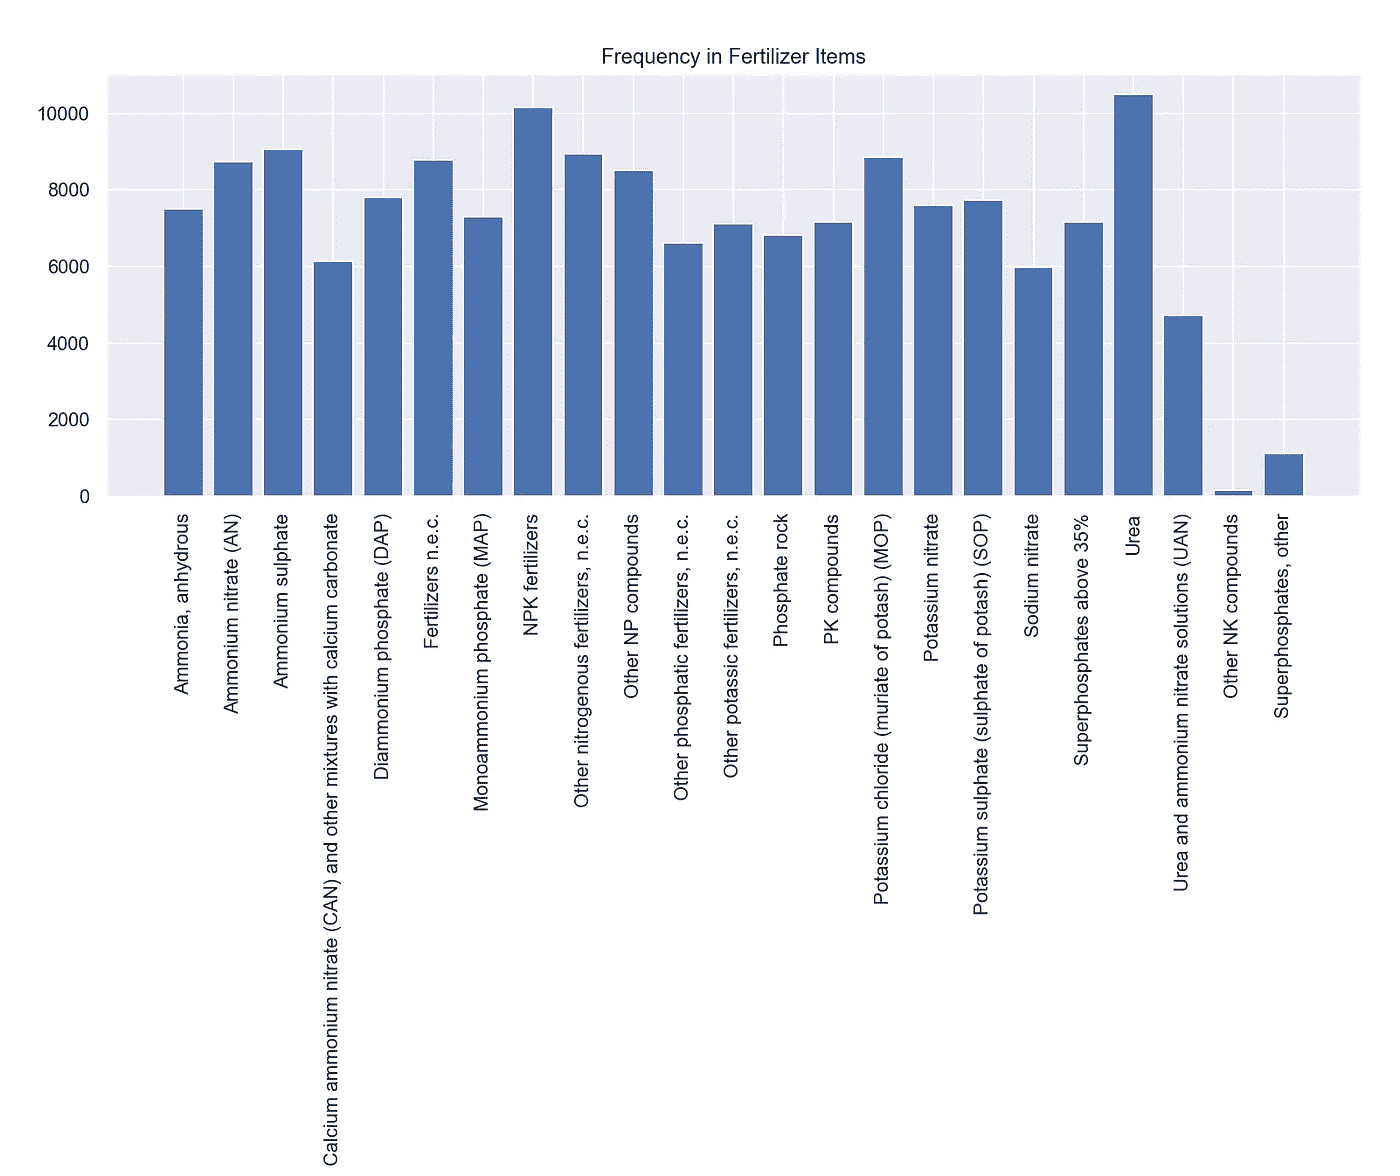 Frequency in Fertilizer Items
10000
8000
6000
4000
2000
0
Ammonia, anhydrous
Ammonium nitrate (AN)
Ammonium sulphate
Calcium ammonium nitrate (CAN) and other mixtures with calcium carbonate
Diammonium phosphate (DAP)
Fertilizers n.e.c.
Monoammonium phosphate (MAP)
NPK fertilizers
Other nitrogenous fertilizers, n.e.c.
Other NP compounds
Other phosphatic fertilizers, n.e.c.
Other potassic fertilizers, n.e.c.
Phosphate rock
PK compounds
Potassium chloride (muriate of potash) (MOP)
Potassium nitrate
Potassium sulphate (sulphate of potash) (SOP)
Sodium nitrate
Superphosphates above 35%
Urea
Urea and ammonium nitrate solutions (UAN)
Other NK compounds
Superphosphates, other